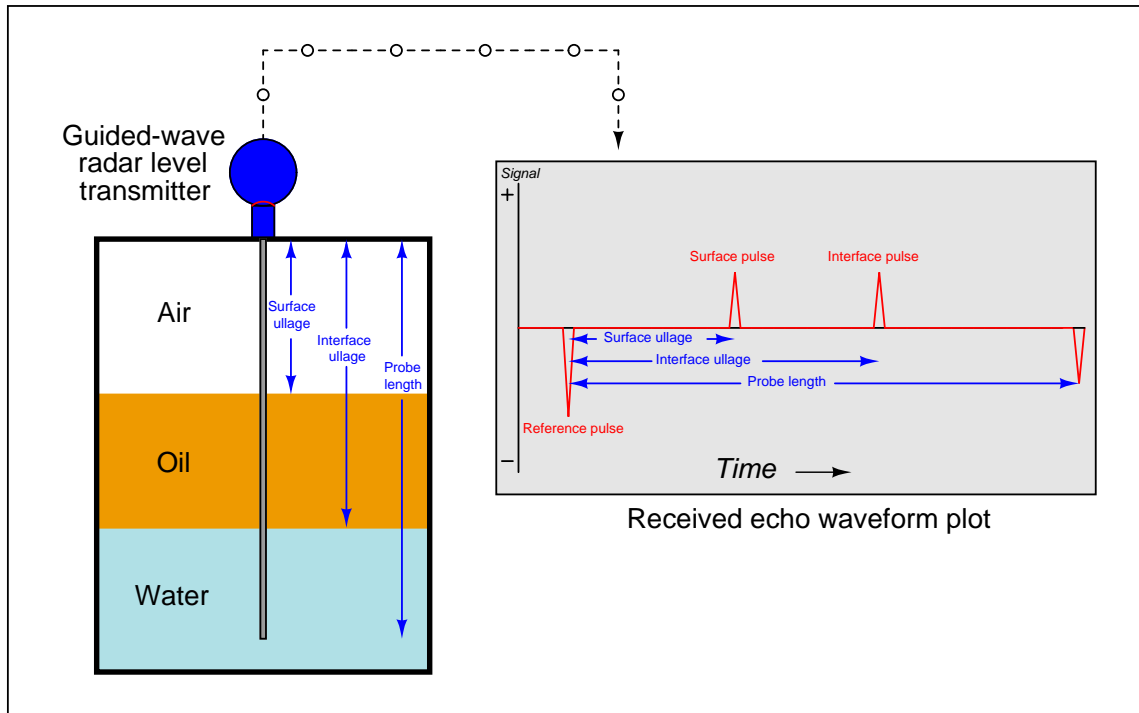 Guided-wave
radar level
transmitter
Air
Oil
Water
Surface
ullage
Interface
ullage
Probe
length
Signal
+
Surface pulse
Interface pulse
Surface ullage
Interface ullage
Probe length
Reference pulse
–
Time
Received echo waveform plot